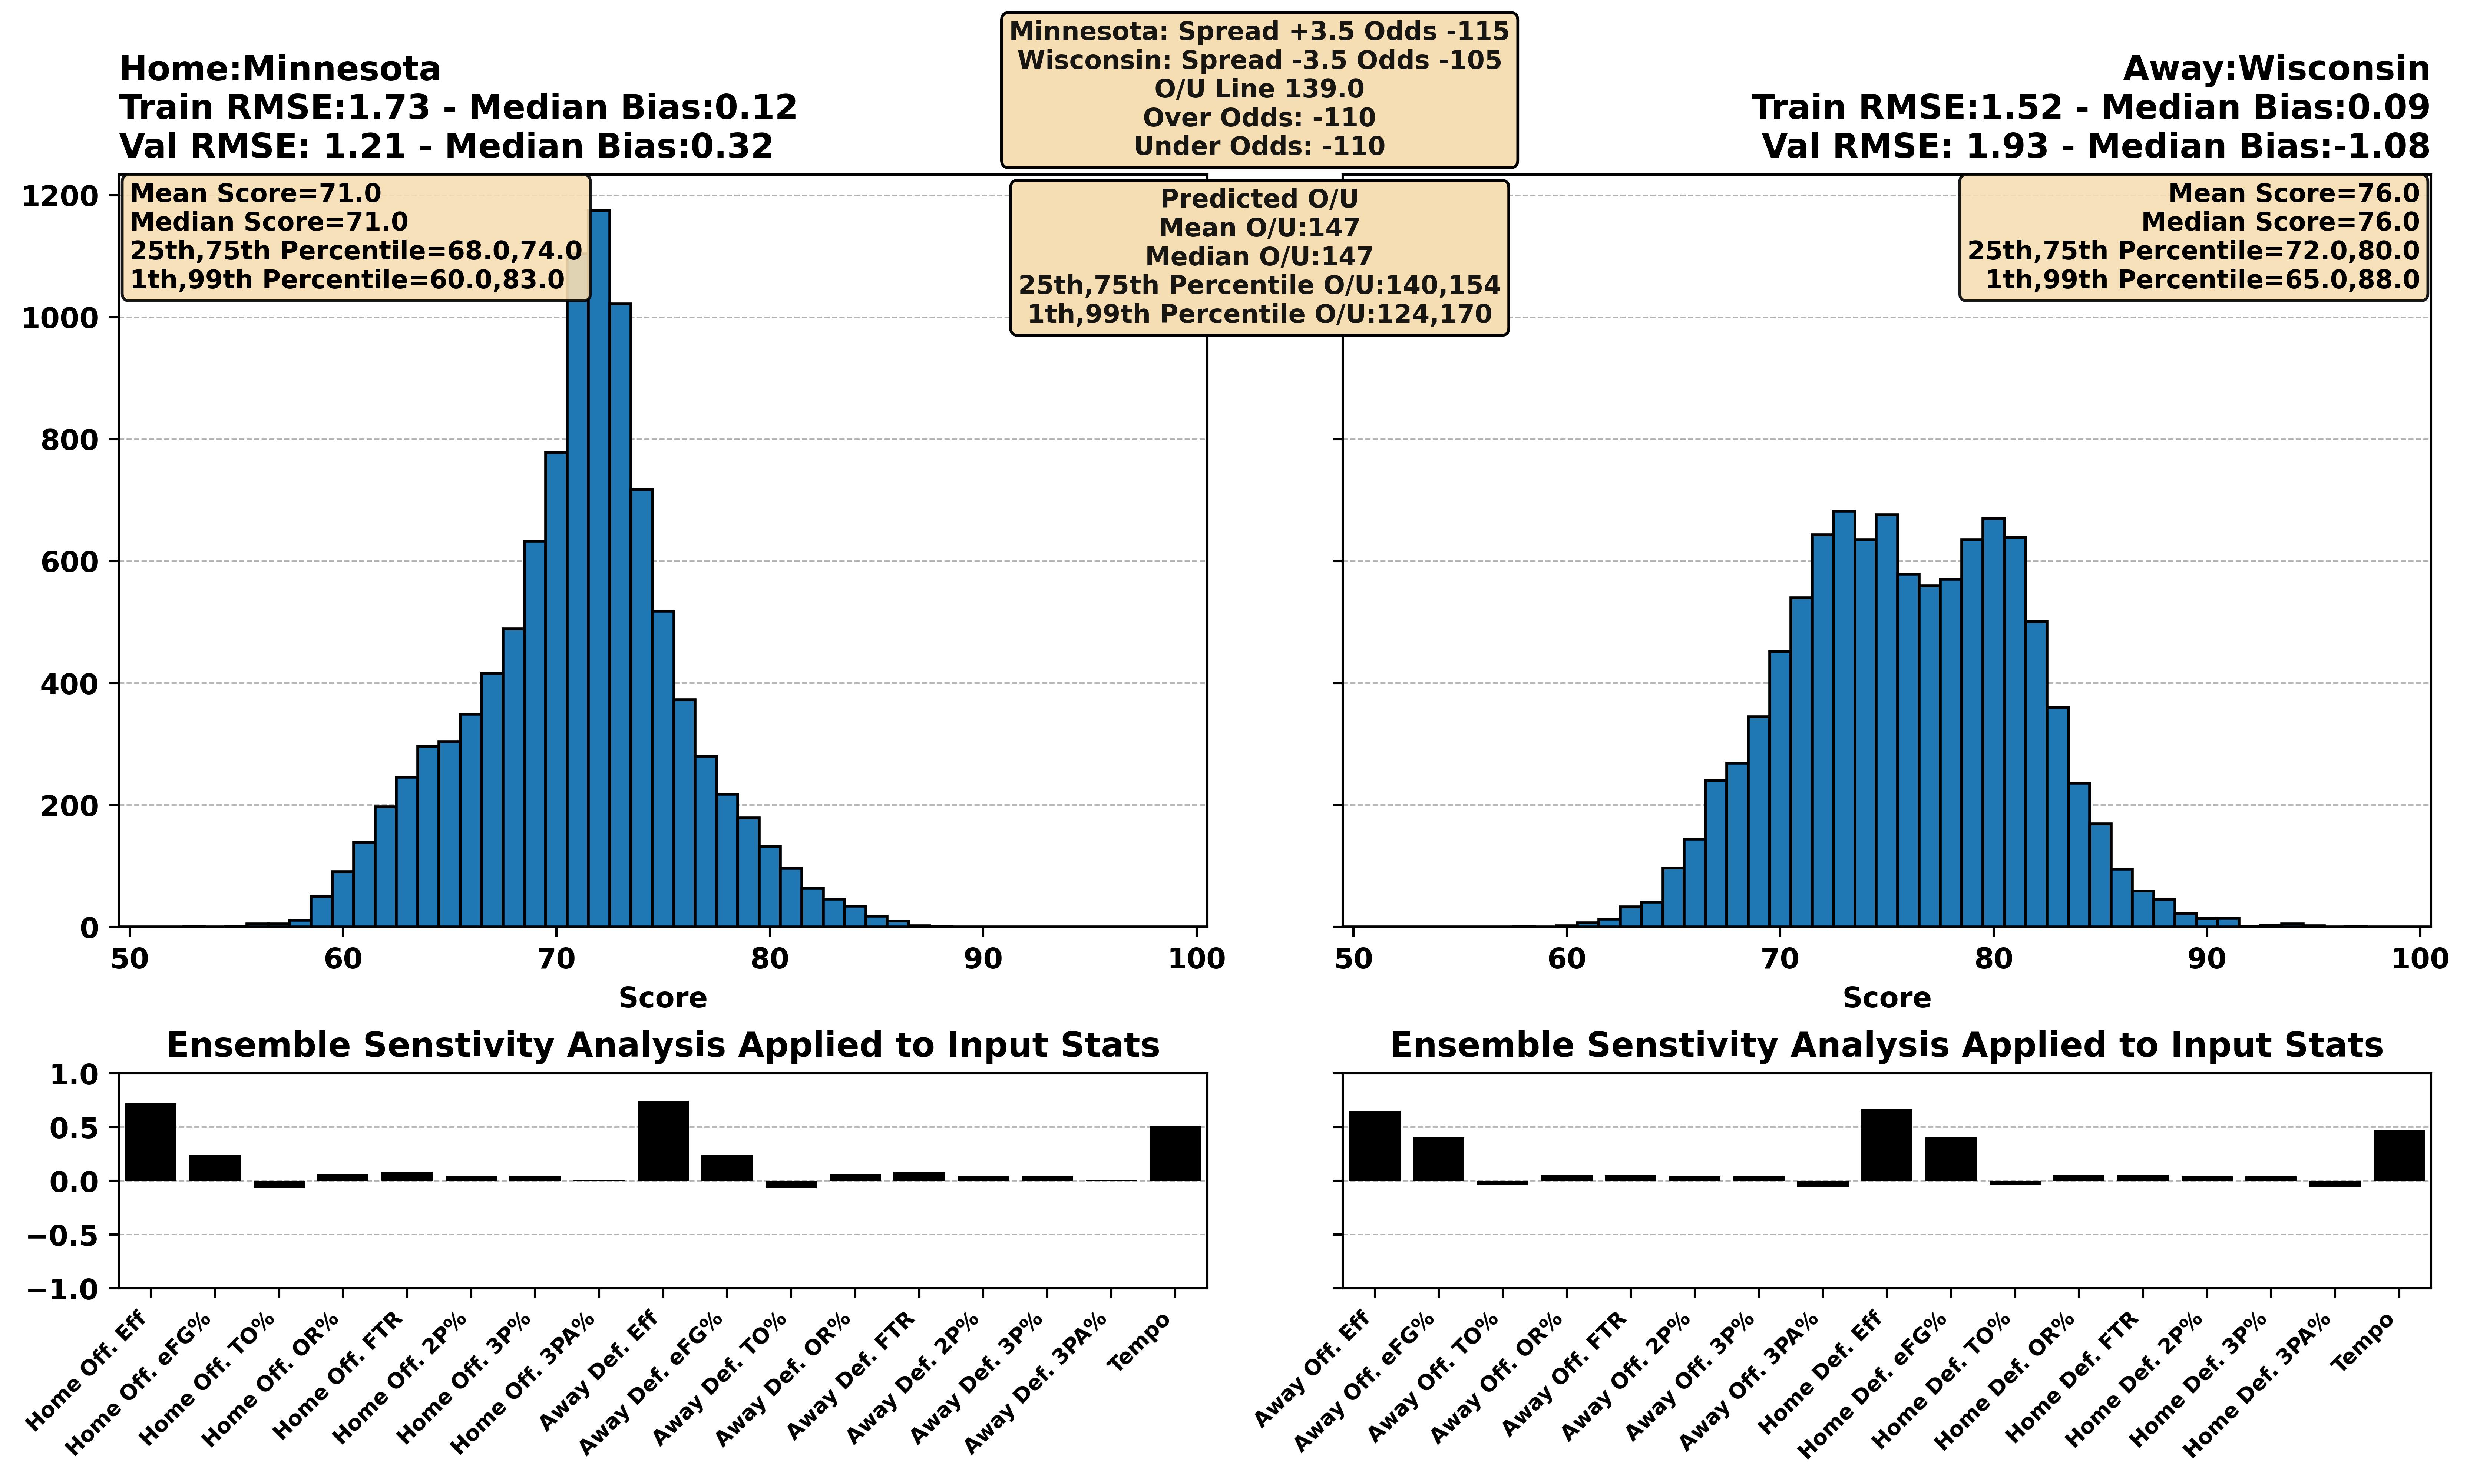 Minnesota: Spread +3.5 Odds -115
Wisconsin: Spread -3.5 Odds -105
O/U Line 139.0
Over Odds: -110
Under Odds: -110
Home:Minnesota
Train RMSE:1.73 - Median Bias:0.12
Val RMSE: 1.21 - Median Bias:0.32
Away:Wisconsin
Train RMSE:1.52 - Median Bias:0.09
Val RMSE: 1.93 - Median Bias:-1.08
Mean Score=71.0
Median Score=71.0
25th,75th Percentile=68.0,74.0
1th,99th Percentile=60.0,83.0
Predicted O/U
Mean O/U:147
Median O/U:147
25th,75th Percentile O/U:140,154
1th,99th Percentile O/U:124,170
Mean Score=76.0
Median Score=76.0
25th,75th Percentile=72.0,80.0
1th,99th Percentile=65.0,88.0
1200
1000
800
600
400
200
0
50 60 70 80 90 100
Score
50 60 70 80 90 100
Score
Ensemble Senstivity Analysis Applied to Input Stats
1.0
0.5
0.0
−0.5
−1.0
Home Off. Eff
Home Off. eFG%
Home Off. TO%
Home Off. OR%
Home Off. FTR
Home Off. 2P%
Home Off. 3P%
Home Off. 3PA%
Away Def. Eff
Away Def. eFG%
Away Def. TO%
Away Def. OR%
Away Def. FTR
Away Def. 2P%
Away Def. 3P%
Away Def. 3PA%
Tempo
Ensemble Senstivity Analysis Applied to Input Stats
Away Off. Eff
Away Off. eFG%
Away Off. TO%
Away Off. OR%
Away Off. FTR
Away Off. 2P%
Away Off. 3P%
Away Off. 3PA%
Home Def. Eff
Home Def. eFG%
Home Def. TO%
Home Def. OR%
Home Def. FTR
Home Def. 2P%
Home Def. 3P%
Home Def. 3PA%
Tempo